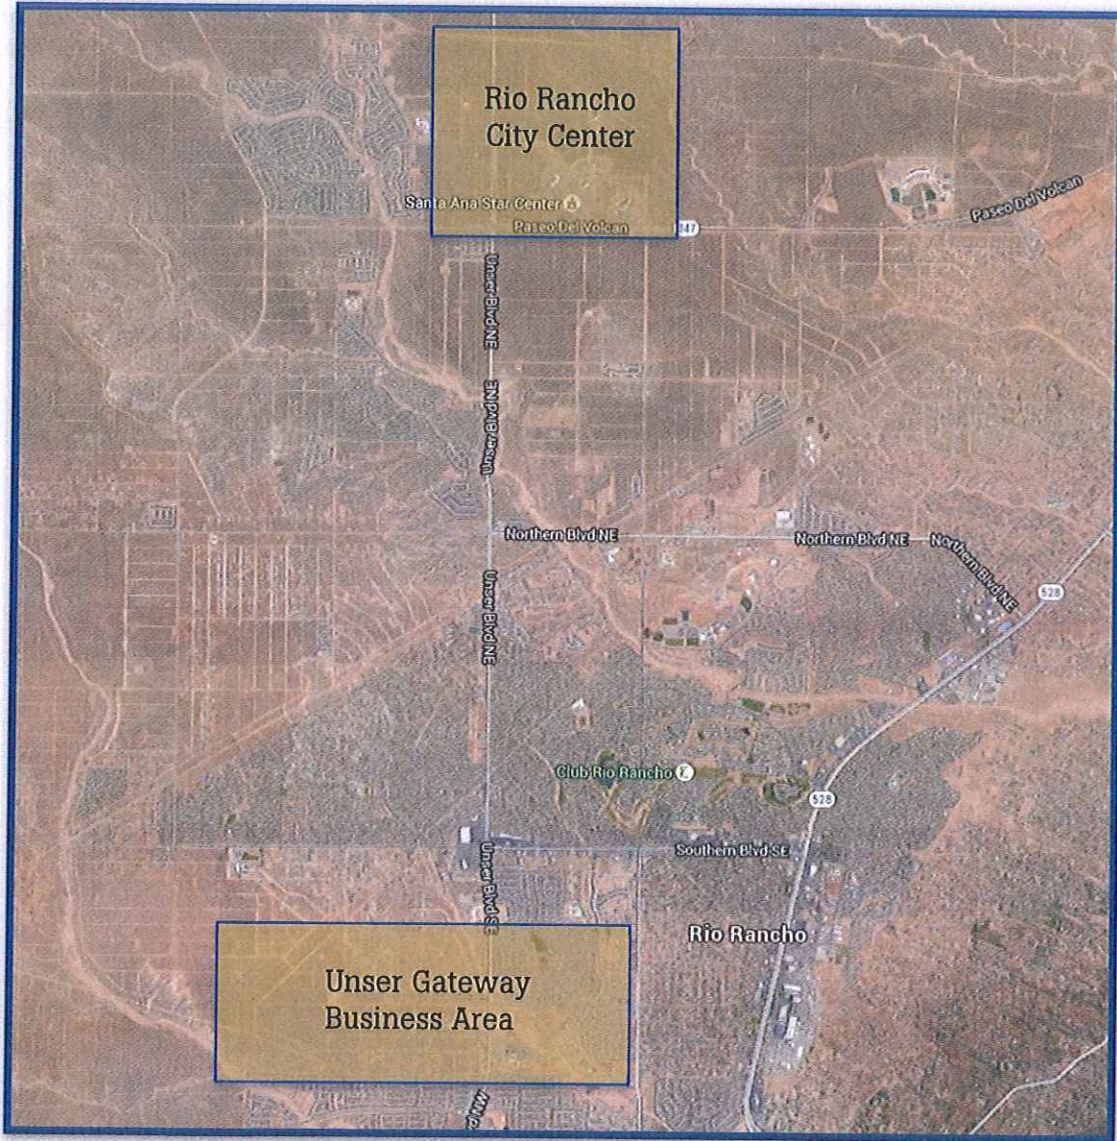 Rio Rancho
City Center
Santa Ana Star Center
Paseo Del Volcan
347
Paseo Del Volcan
Unser Blvd NE
Unser Blvd NE
Northern Blvd NE
Northern Blvd NE
Northern Blvd NE
528
Unser Blvd NE
Club Rio Rancho
528
Southern Blvd SE
Unser Blvd SE
Rio Rancho
Unser Gateway
Business Area